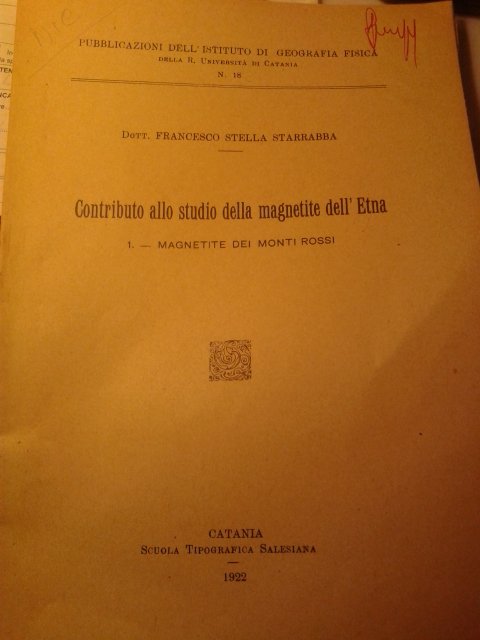 PUBBLICAZIONI DELL'ISTITUTO DI GEOGRAFIA FISICA
DELLA R. UNIVERSITÀ DI CATANIA
N. 18
DOTT. FRANCESCO STELLA STARRABBA
Contributo allo studio della magnetite dell'Etna
1. — MAGNETITE DEI MONTI ROSSI
CATANIA
SCUOLA TIPOGRAFICA SALESIANA
1922